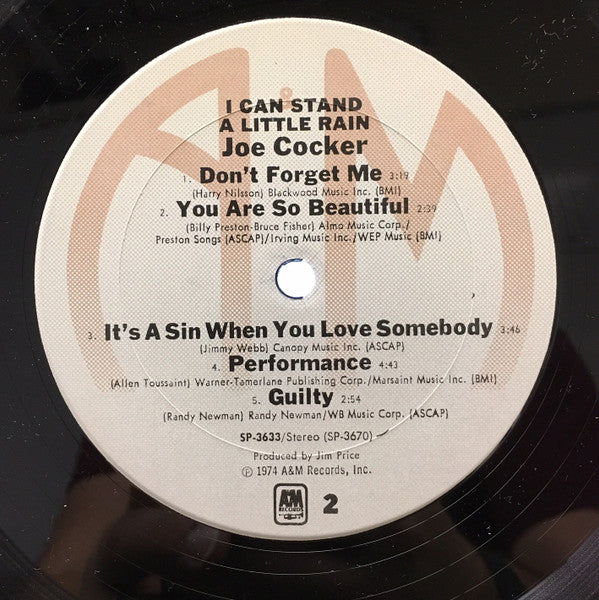 A&M
I CAN STAND
A LITTLE RAIN
Joe Cocker
1. Don't Forget Me 3:19
(Harry Nilsson) Blackwood Music Inc. (BMI)
2. You Are So Beautiful 2:39
(Billy Preston-Bruce Fisher) Almo Music Corp./
Preston Songs (ASCAP)/Irving Music Inc./WEP Music (BMI)
3. It's A Sin When You Love Somebody 3:46
(Jimmy Webb) Canopy Music Inc. (ASCAP)
4. Performance 4:43
(Allen Toussaint) Warner-Tamerlane Publishing Corp./Marsaint Music Inc. (BMI)
5. Guilty 2:54
(Randy Newman) Randy Newman/WB Music Corp. (ASCAP)
SP-3633/Stereo (SP-3670)
Produced by Jim Price
℗ 1974 A&M Records, Inc.
A&M
RECORDS
2